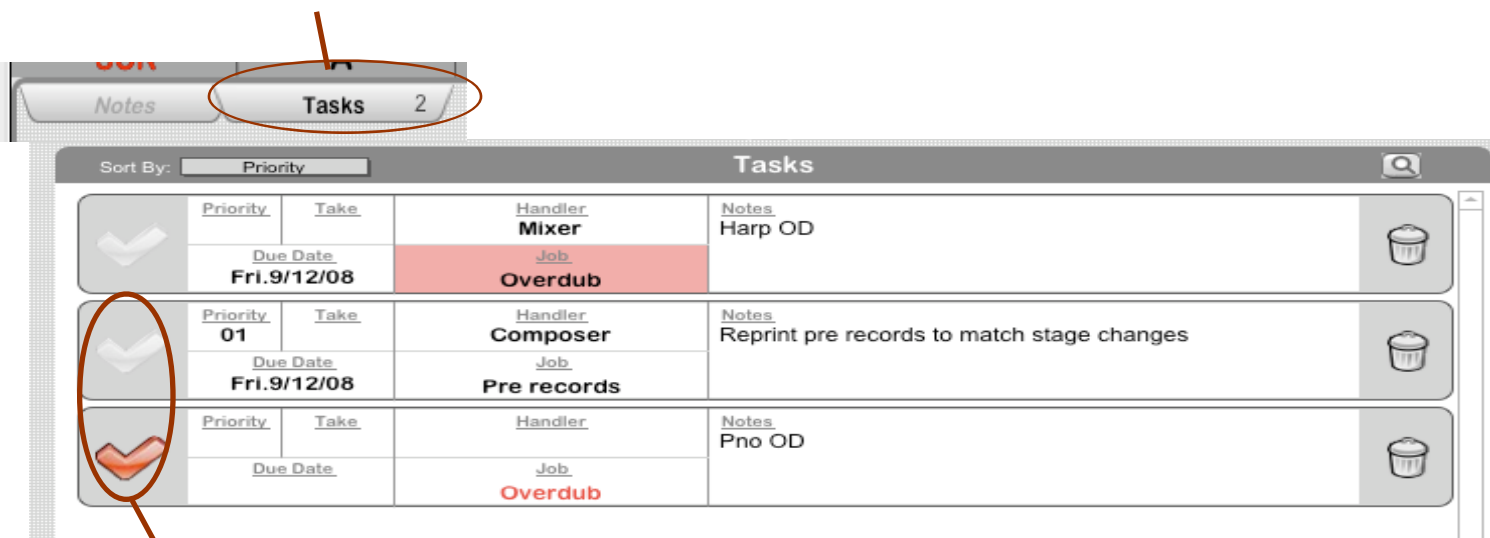 Notes Tasks 2
Sort By: Priority Tasks
Priority Take Handler Notes
Mixer Harp OD
Due Date Job
Fri.9/12/08 Overdub
Priority Take Handler Notes
01 Composer Reprint pre records to match stage changes
Due Date Job
Fri.9/12/08 Pre records
Priority Take Handler Notes
Pno OD
Due Date Job
Overdub